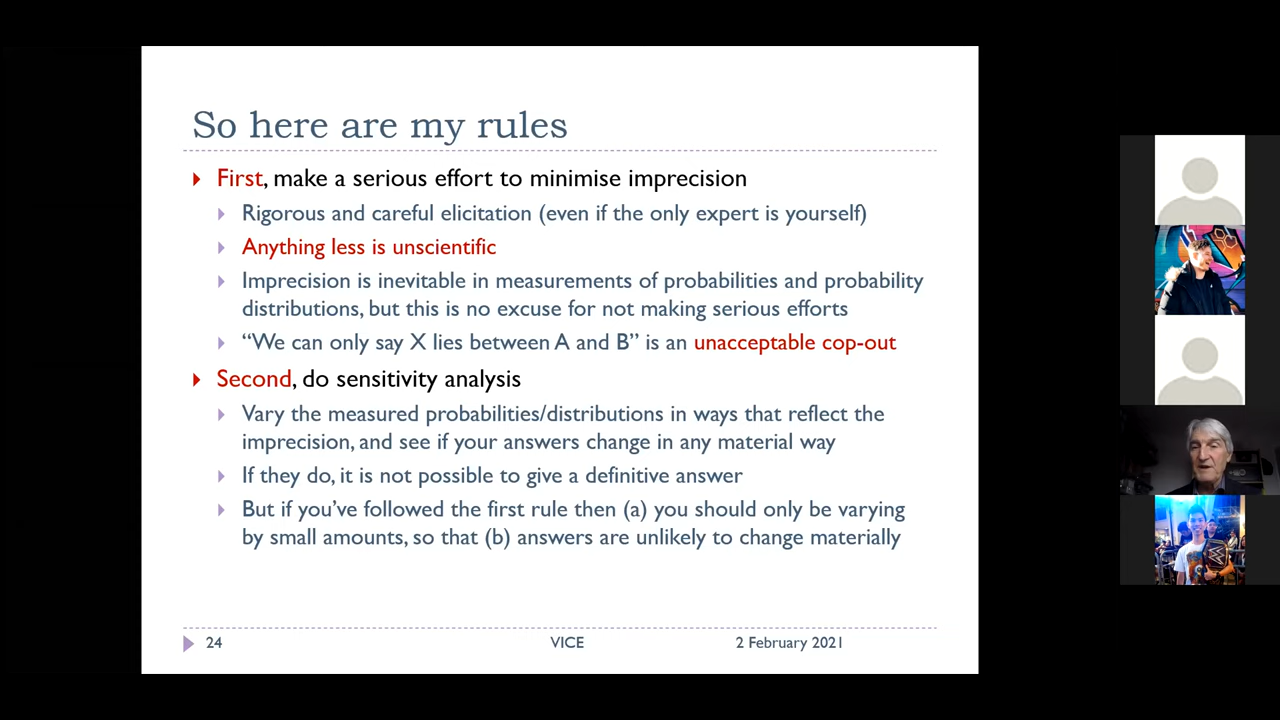 So here are my rules
First, make a serious effort to minimise imprecision
Rigorous and careful elicitation (even if the only expert is yourself)
Anything less is unscientific
Imprecision is inevitable in measurements of probabilities and probability
distributions, but this is no excuse for not making serious efforts
“We can only say X lies between A and B” is an unacceptable cop-out
Second, do sensitivity analysis
Vary the measured probabilities/distributions in ways that reflect the
imprecision, and see if your answers change in any material way
If they do, it is not possible to give a definitive answer
But if you’ve followed the first rule then (a) you should only be varying
by small amounts, so that (b) answers are unlikely to change materially
24 VICE 2 February 2021